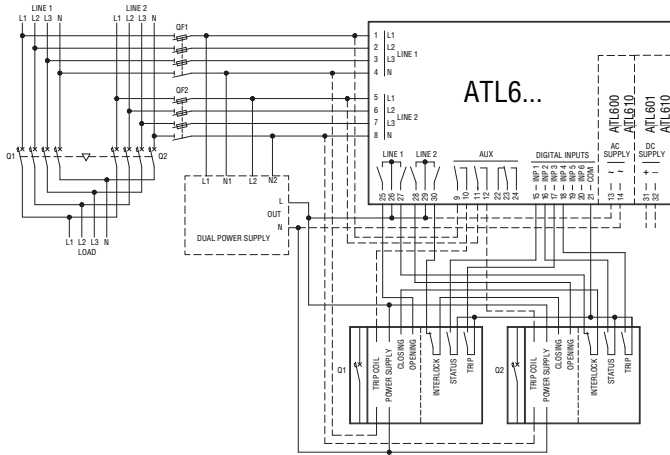 LINE 1
LINE 2
L1 L2 L3 N
L1 L2 L3 N
QF1
1 L1
2 L2
3 L3
4 N
LINE 1
QF2
5 L1
6 L2
7 L3
8 N
LINE 2
ATL6...
ATL600
ATL610
ATL601
ATL610
Q1
Q2
LINE 1
LINE 2
AUX
DIGITAL INPUTS
AC
SUPPLY
DC
SUPPLY
INP.1
INP.2
INP.3
INP.4
INP.5
INP.6
COM
~
~
+
-
25
26
27
28
29
30
9
10
11
12
22
23
24
15
16
17
18
19
20
21
13
14
31
32
L1 N1 L2 N2
L
OUT
N
DUAL POWER SUPPLY
L1 L2 L3 N
LOAD
Q1
TRIP COIL
POWER SUPPLY
CLOSING
OPENING
INTERLOCK
STATUS
TRIP
Q2
TRIP COIL
POWER SUPPLY
CLOSING
OPENING
INTERLOCK
STATUS
TRIP